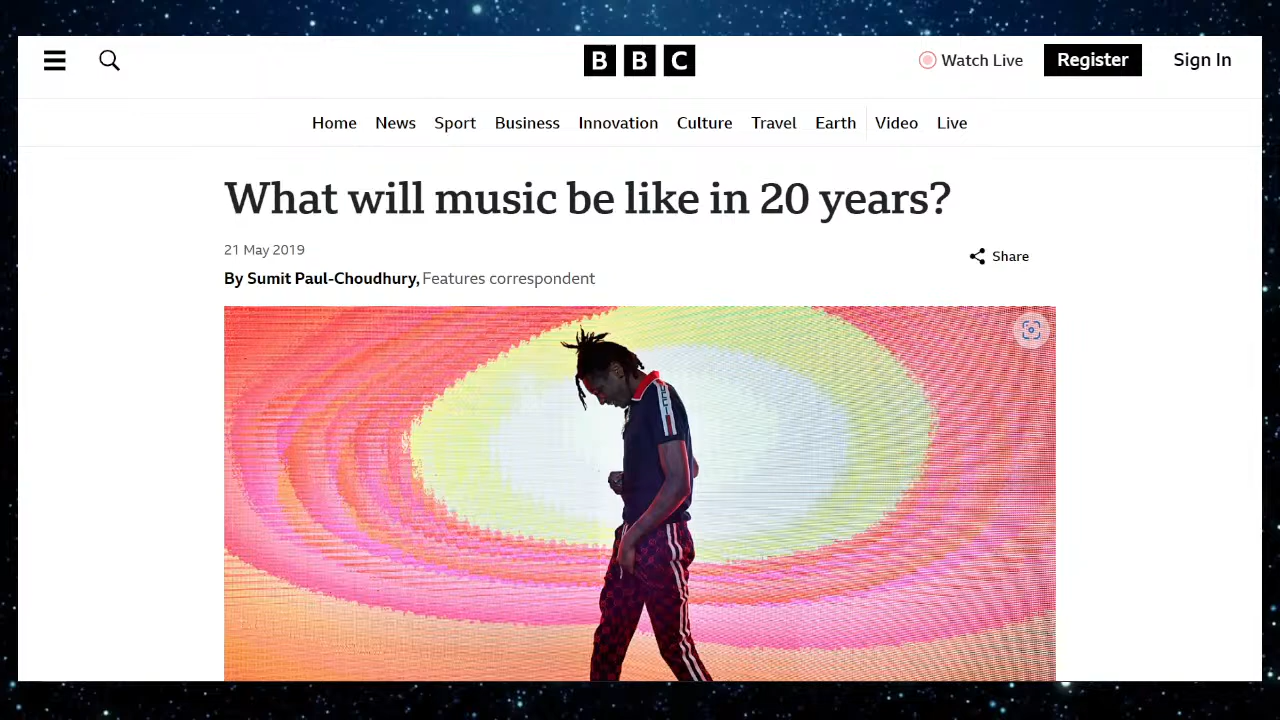 BBC
Watch Live
Register
Sign In
Home News Sport Business Innovation Culture Travel Earth Video Live
What will music be like in 20 years?
21 May 2019
Share
By Sumit Paul-Choudhury, Features correspondent